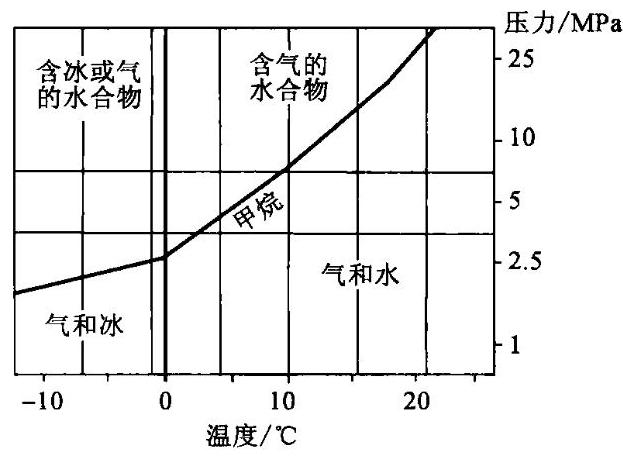 压力/MPa
含冰或气
的水合物
含气的
水合物
25
10
5
2.5
1
甲烷
气和水
气和冰
-10
0
10
20
温度/℃